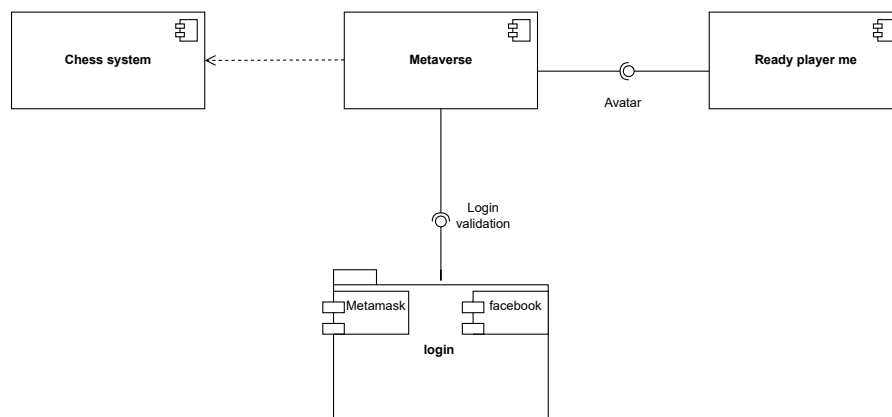 Chess system
Metaverse
Ready player me
Avatar
Login
validation
Metamask
facebook
login